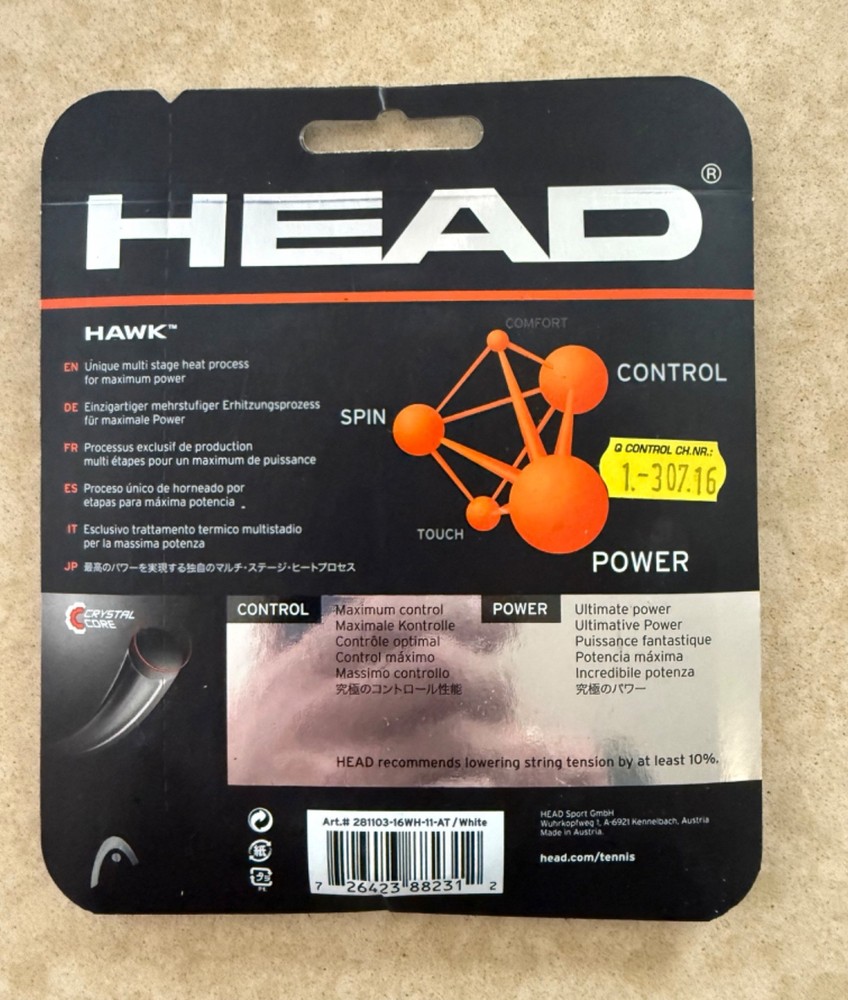 HEAD®
HAWK™
EN Unique multi stage heat process
for maximum power
DE Einzigartiger mehrstufiger Erhitzungsprozess
für maximale Power
FR Processus exclusif de production
multi étapes pour un maximum de puissance
ES Proceso único de horneado por
etapas para máxima potencia
IT Esclusivo trattamento termico multistadio
per la massima potenza
JP 最高のパワーを実現する独自のマルチ・ステージ・ヒートプロセス
COMFORT
CONTROL
SPIN
TOUCH
POWER
Q CONTROL CH.NR.:
1.-307.16
CRYSTAL
CORE
CONTROL
Maximum control
Maximale Kontrolle
Contrôle optimal
Control máximo
Massimo controllo
究極のコントロール性能
POWER
Ultimate power
Ultimative Power
Puissance fantastique
Potencia máxima
Incredibile potenza
究極のパワー
HEAD recommends lowering string tension by at least 10%.
紙
プラ
PE
Art.# 281103-16WH-11-AT / White
7 26423 88231 2
HEAD Sport GmbH
Wuhrkopfweg 1, A-6921 Kennelbach, Austria
Made in Austria.
head.com/tennis